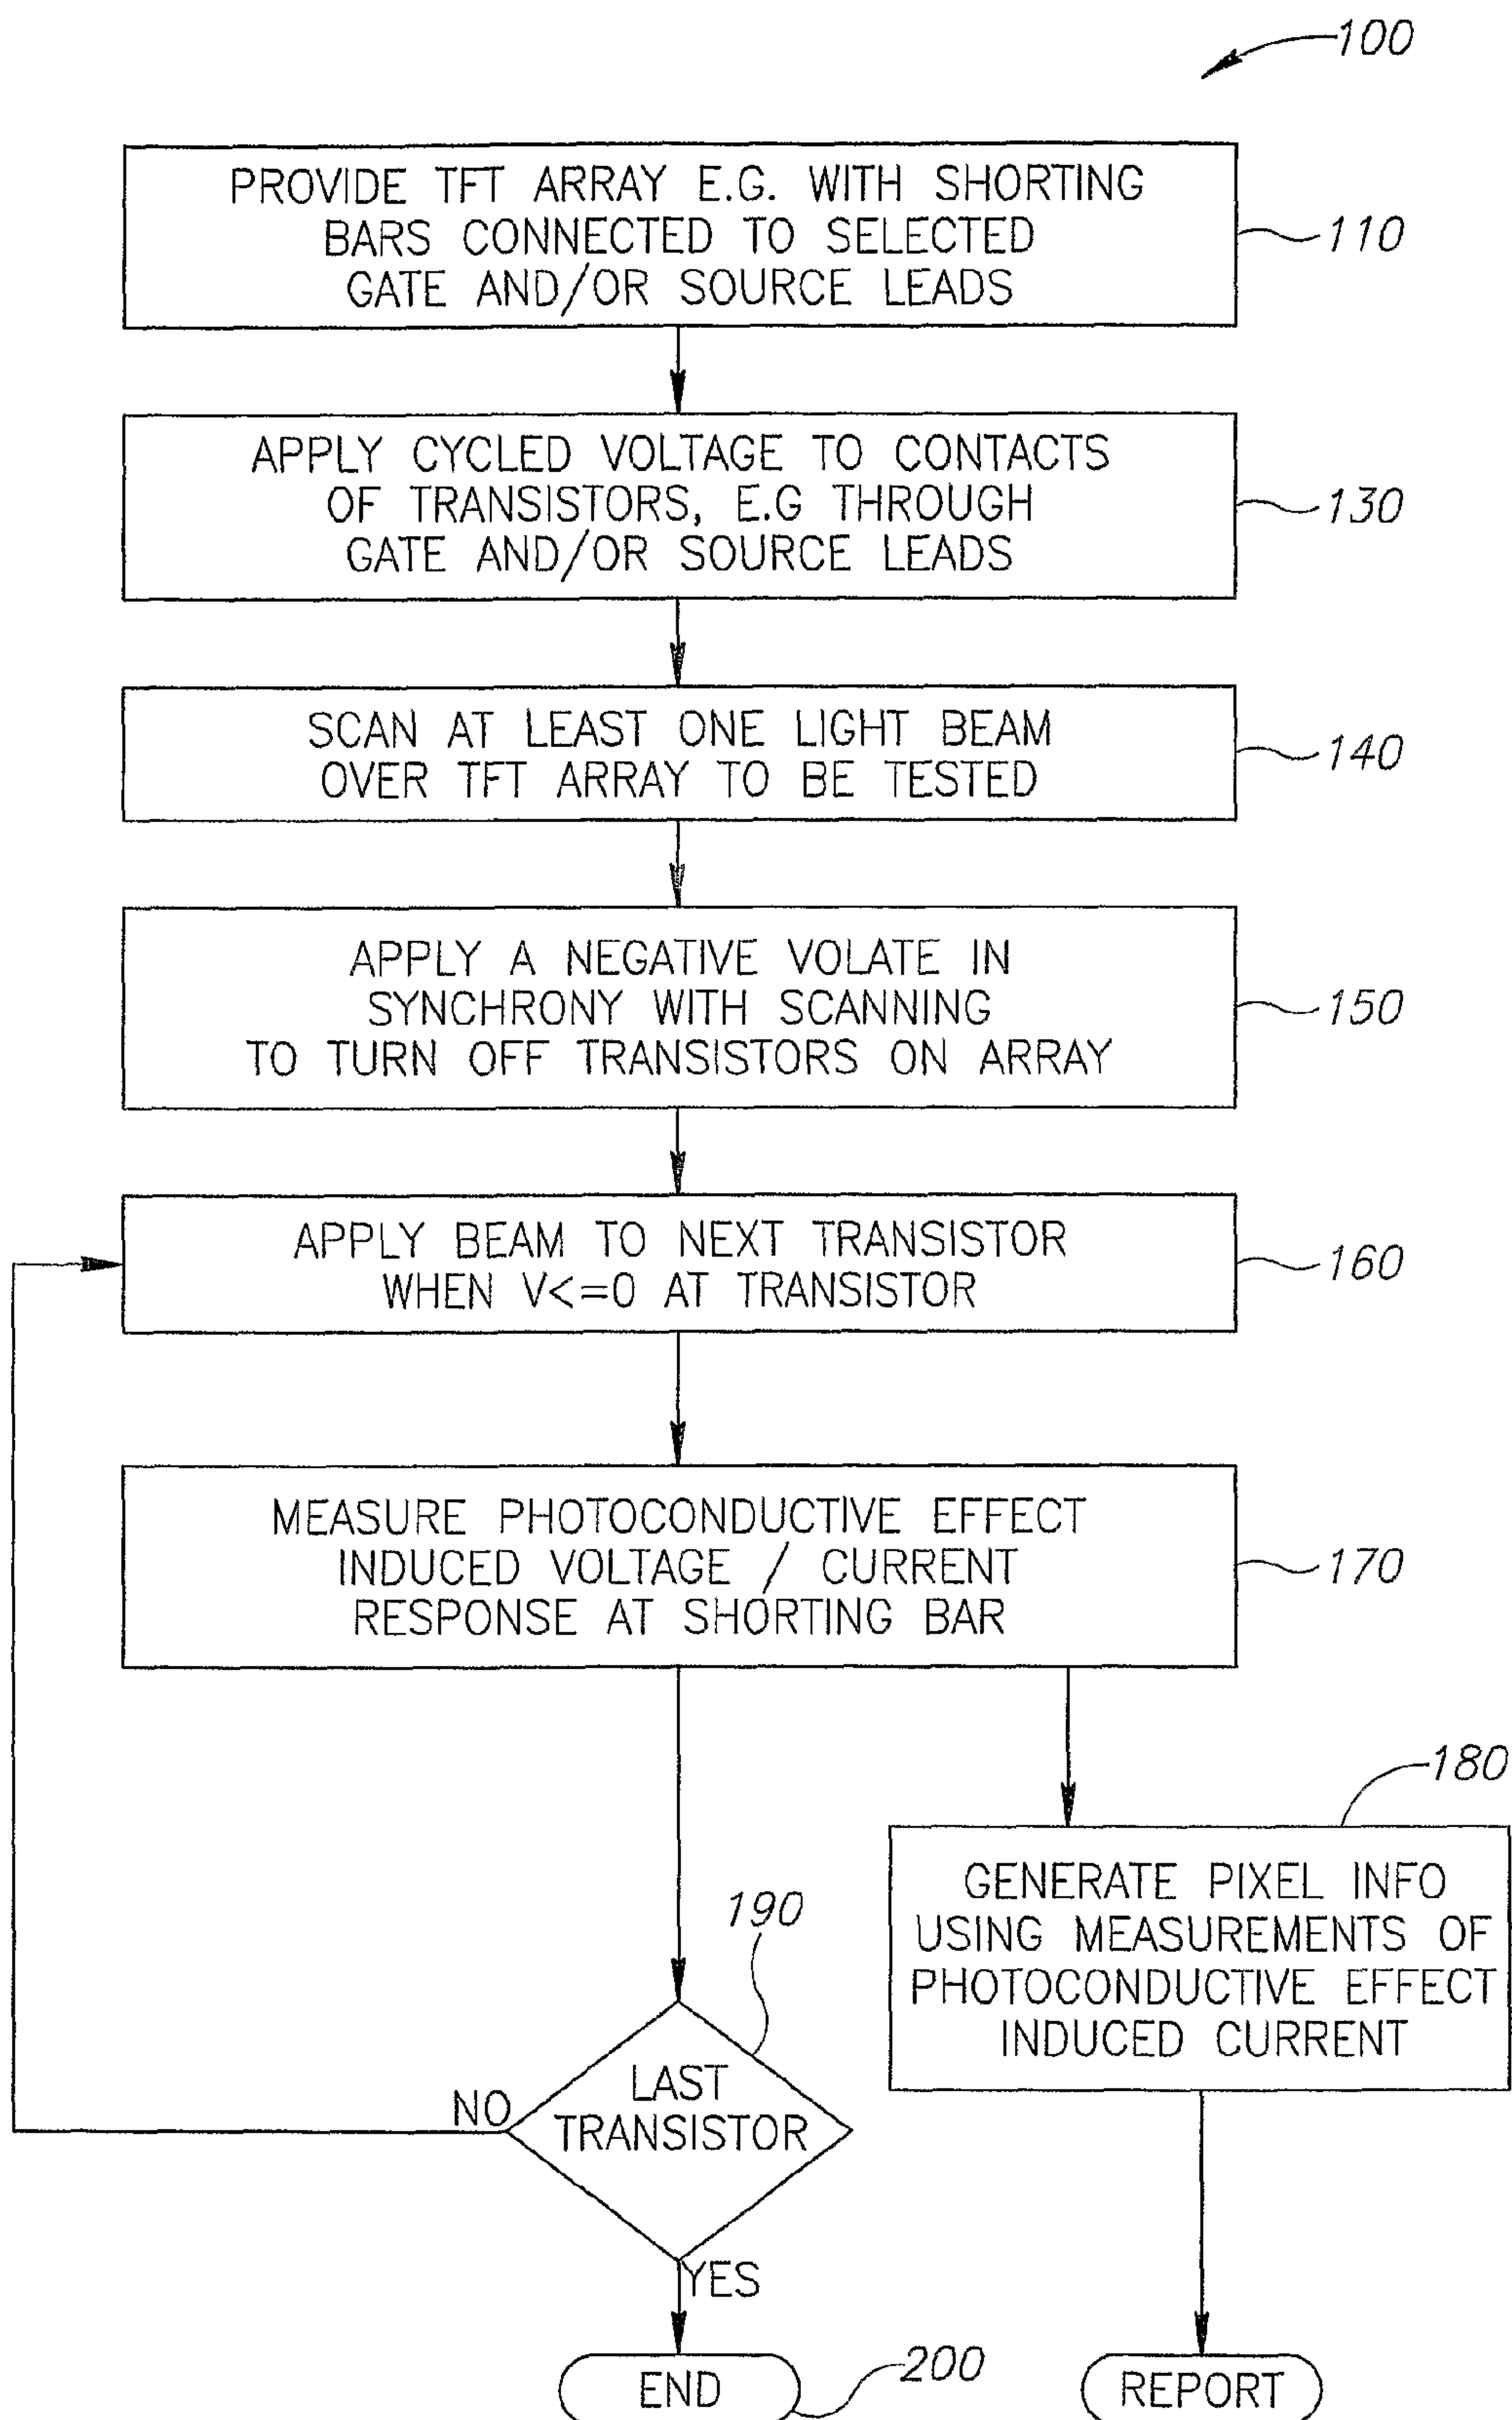 100
PROVIDE TFT ARRAY E.G. WITH SHORTING
BARS CONNECTED TO SELECTED
GATE AND/OR SOURCE LEADS
110
APPLY CYCLED VOLTAGE TO CONTACTS
OF TRANSISTORS, E.G THROUGH
GATE AND/OR SOURCE LEADS
130
SCAN AT LEAST ONE LIGHT BEAM
OVER TFT ARRAY TO BE TESTED
140
APPLY A NEGATIVE VOLATE IN
SYNCHRONY WITH SCANNING
TO TURN OFF TRANSISTORS ON ARRAY
150
APPLY BEAM TO NEXT TRANSISTOR
WHEN V<=0 AT TRANSISTOR
160
MEASURE PHOTOCONDUCTIVE EFFECT
INDUCED VOLTAGE / CURRENT
RESPONSE AT SHORTING BAR
170
180
GENERATE PIXEL INFO
USING MEASUREMENTS OF
PHOTOCONDUCTIVE EFFECT
INDUCED CURRENT
190
LAST
TRANSISTOR
NO
YES
END
200
REPORT